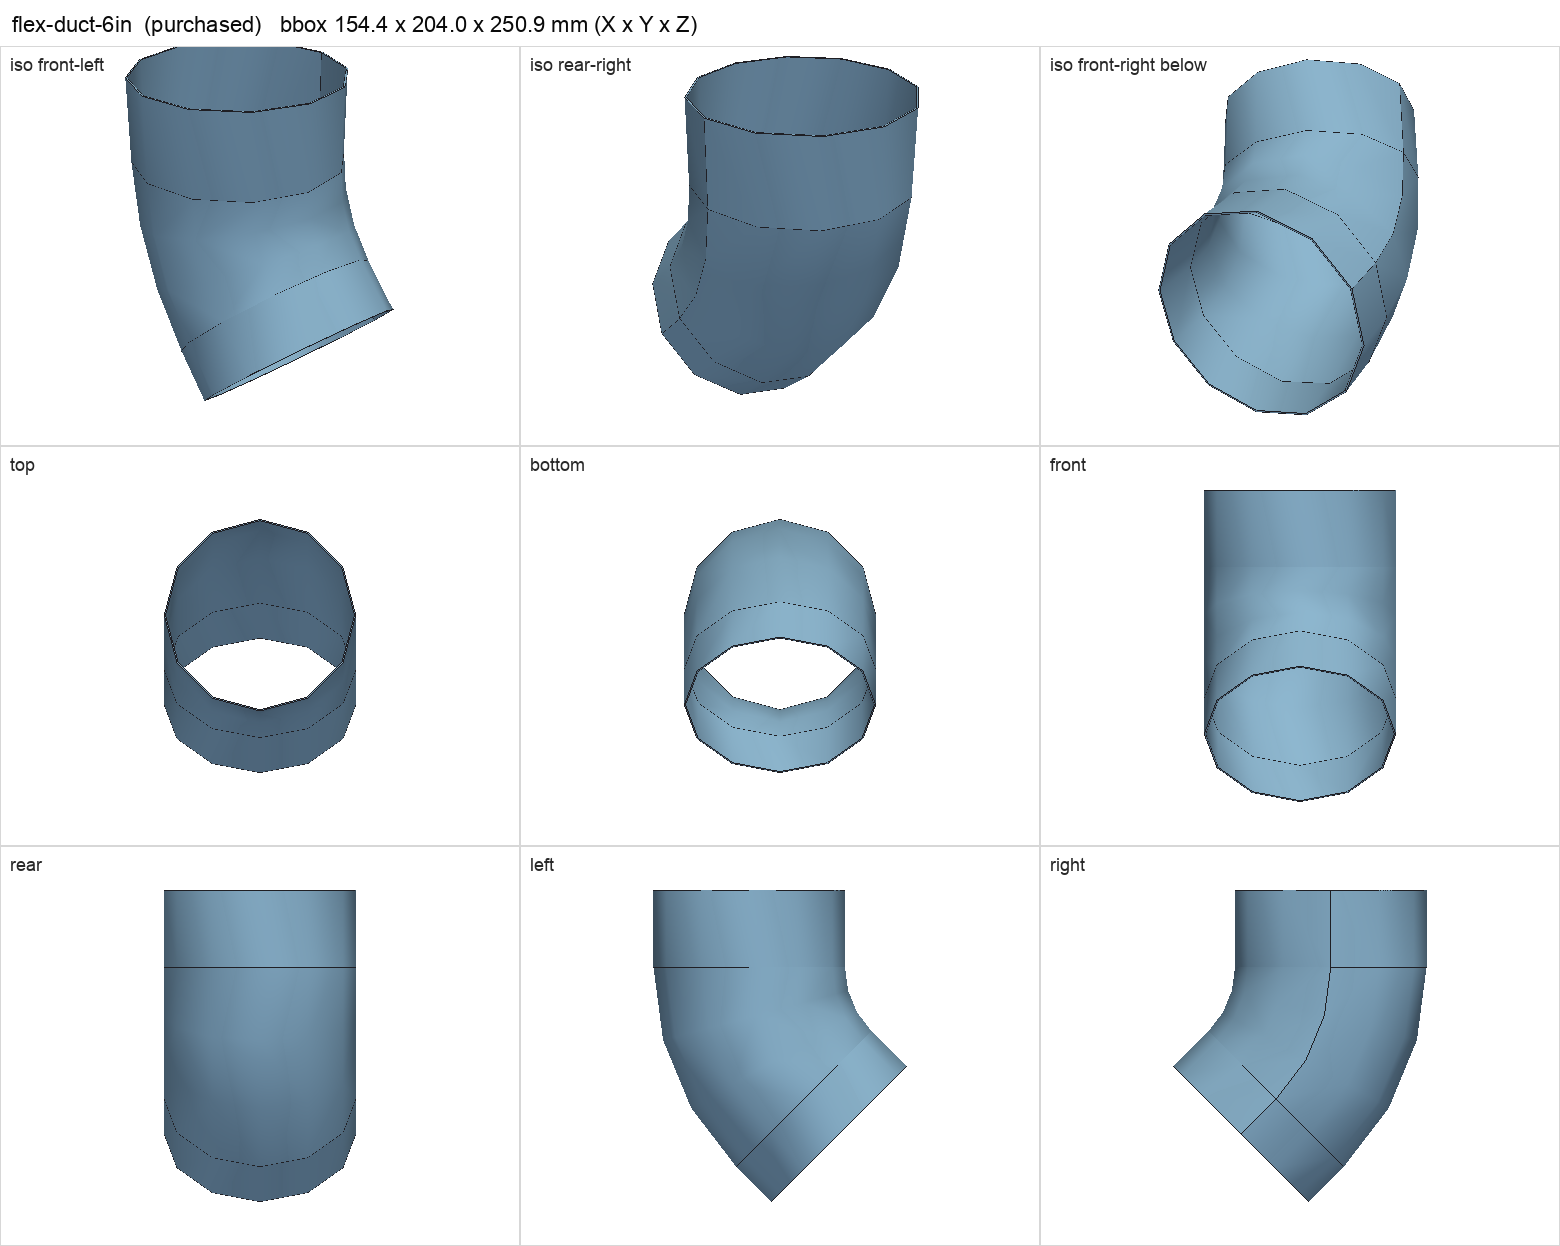 flex-duct-6in  (purchased)   bbox 154.4 x 204.0 x 250.9 mm (X x Y x Z)
iso front-left
iso rear-right
iso front-right below
top
bottom
front
rear
left
right